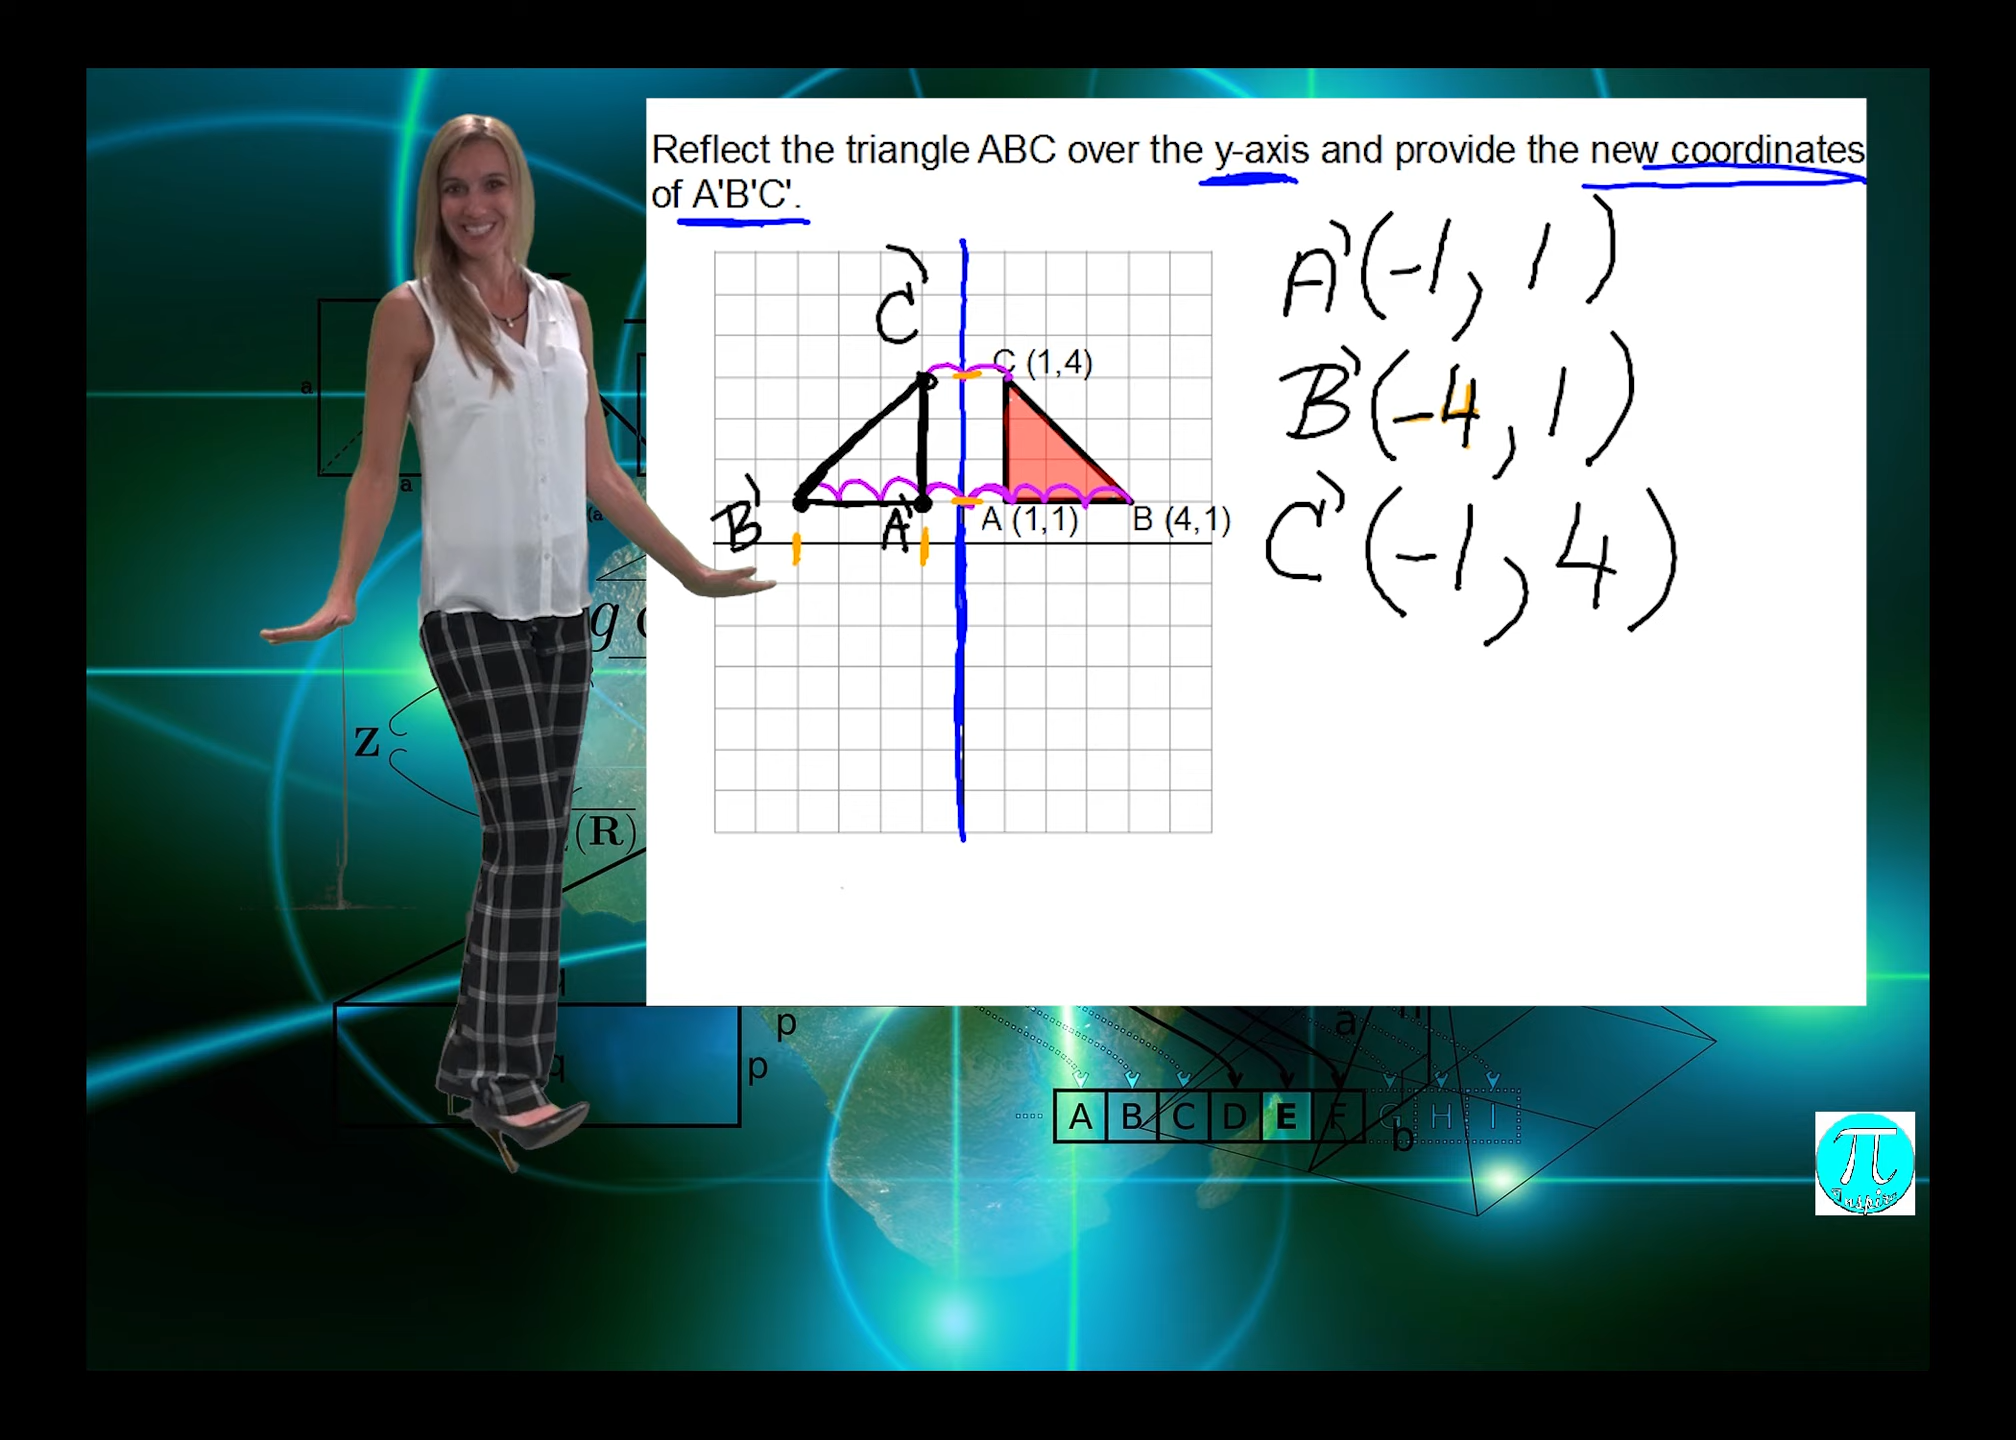 Reflect the triangle ABC over the y-axis and provide the new coordinates
of A'B'C'.
A'(-1, 1)
C'
C (1,4)
B'(-4, 1)
B'
A'
A (1,1)
B (4,1)
C'(-1, 4)
a
a
(a
g
Z
(R)
q
p
q
p
a
n
A B C D E F G H I
b
π